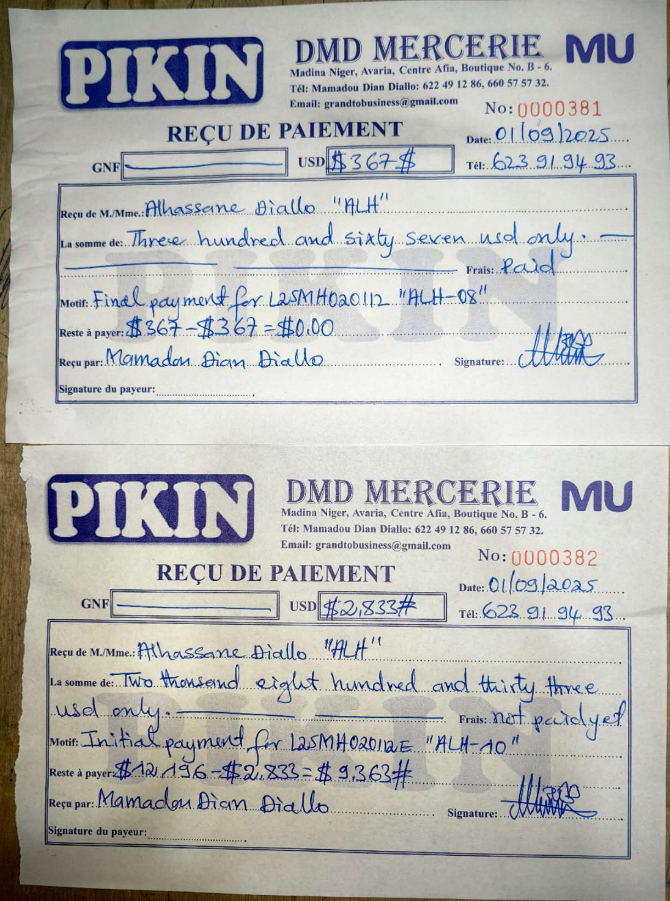 PIKIN
DMD MERCERIE MU
Madina Niger, Avaria, Centre Afia, Boutique No. B - 6.
Tél: Mamadou Dian Diallo: 622 49 12 86, 660 57 57 32.
Email: grandtobusiness@gmail.com
No: 0000381
REÇU DE PAIEMENT
Date: 01/09/2025
GNF USD $367$ Tél: 623 91 94 93
Reçu de M./Mme.: Alhassane Diallo "ALH"
La somme de: Three hundred and sixty seven usd only.
Frais: Paid
Motif: Final payment for L25MH020112 "ALH-08"
Reste à payer: $367-$367=$0.00
Reçu par: Mamadou Dian Diallo Signature:
Signature du payeur:
PIKIN
PIKIN
DMD MERCERIE MU
Madina Niger, Avaria, Centre Afia, Boutique No. B - 6.
Tél: Mamadou Dian Diallo: 622 49 12 86, 660 57 57 32.
Email: grandtobusiness@gmail.com
No: 0000382
REÇU DE PAIEMENT
Date: 01/09/2025
GNF USD $2,833# Tél: 623 91 94 93
Reçu de M./Mme.: Alhassane Diallo "ALH"
La somme de: Two thousand eight hundred and thirty three
usd only. Frais: not paid yet
Motif: Initial payment for L25MH020112E "ALH-10"
Reste à payer: $12,196-$2,833=$9,363#
Reçu par: Mamadou Dian Diallo Signature:
Signature du payeur:
PIKIN